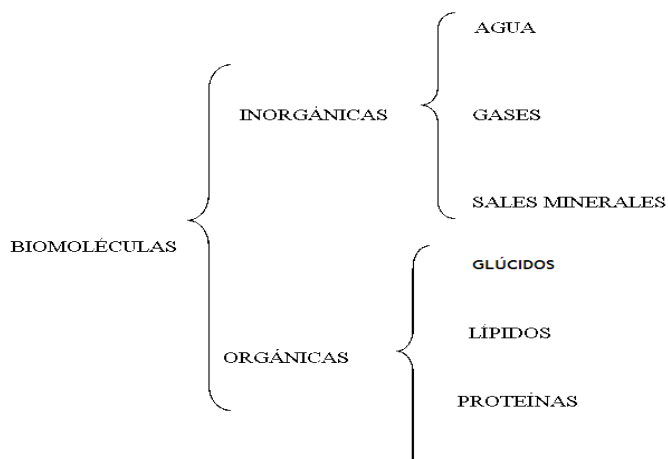 AGUA
INORGÁNICAS
GASES
SALES MINERALES
BIOMOLÉCULAS
GLÚCIDOS
LÍPIDOS
ORGÁNICAS
PROTEÍNAS